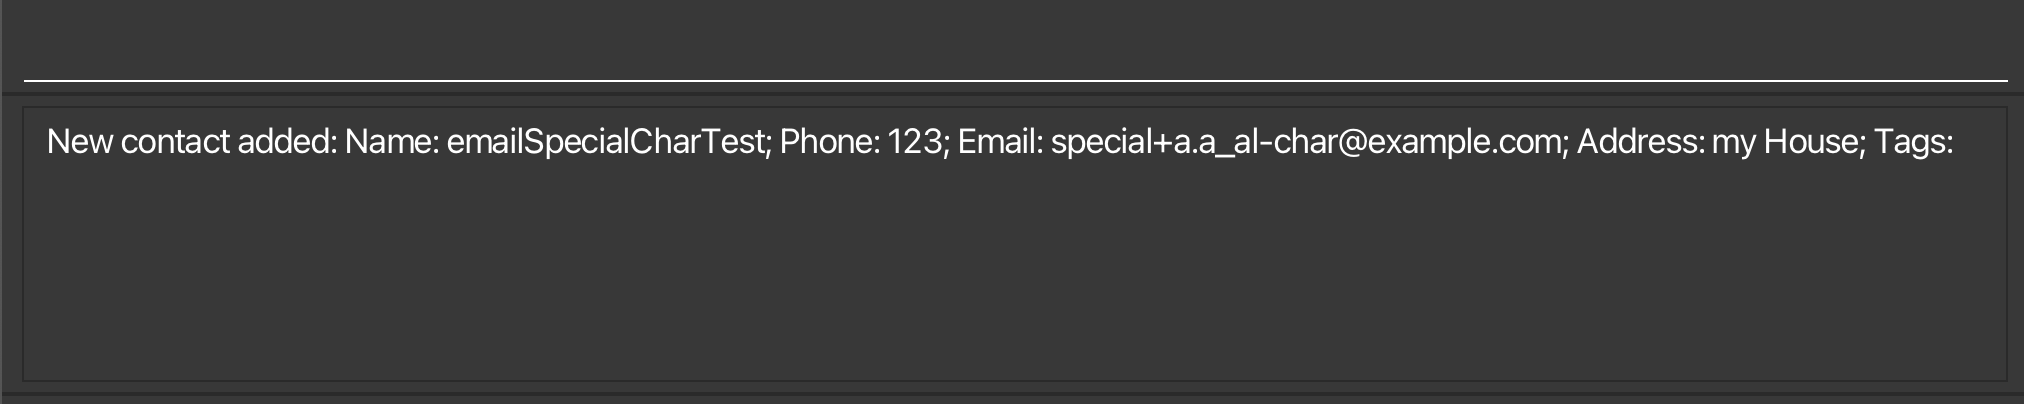 New contact added: Name: emailSpecialCharTest; Phone: 123; Email: special+a.a_al-char@example.com; Address: my House; Tags: